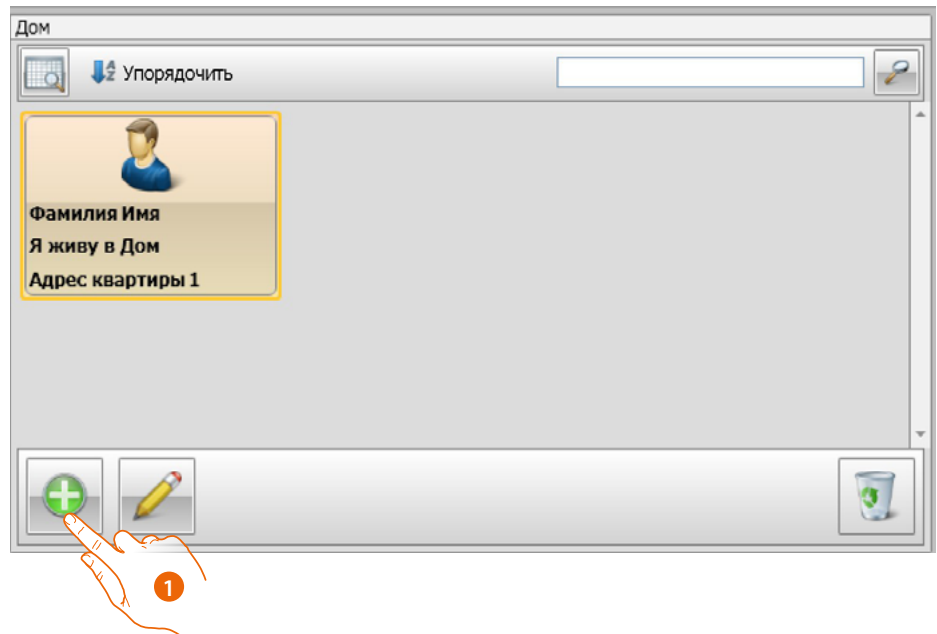 Дом
Упорядочить
Фамилия Имя
Я живу в Дом
Адрес квартиры 1
1